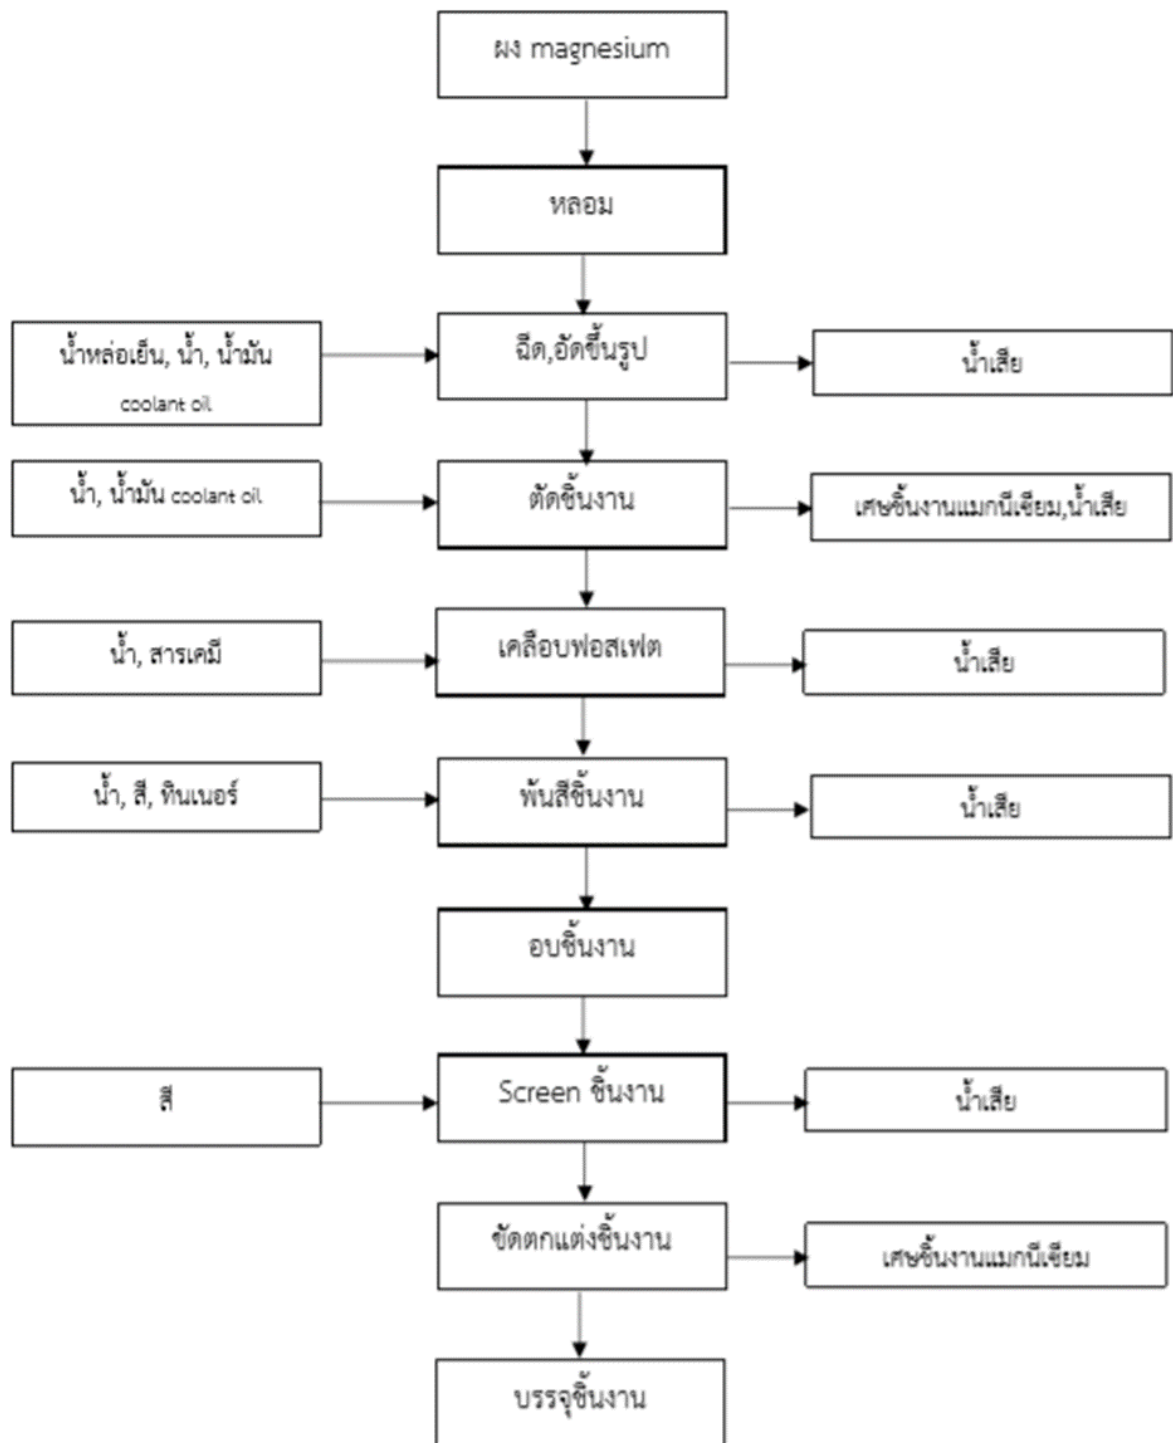 ผง magnesium
หลอม
น้ำหล่อเย็น, น้ำ, น้ำมัน
coolant oil
ฉีด,อัดขึ้นรูป
น้ำเสีย
น้ำ, น้ำมัน coolant oil
ตัดชิ้นงาน
เศษชิ้นงานแมกนีเซียม,น้ำเสีย
น้ำ, สารเคมี
เคลือบฟอสเฟต
น้ำเสีย
น้ำ, สี, ทินเนอร์
พ่นสีชิ้นงาน
น้ำเสีย
อบชิ้นงาน
สี
Screen ชิ้นงาน
น้ำเสีย
ขัดตกแต่งชิ้นงาน
เศษชิ้นงานแมกนีเซียม
บรรจุชิ้นงาน